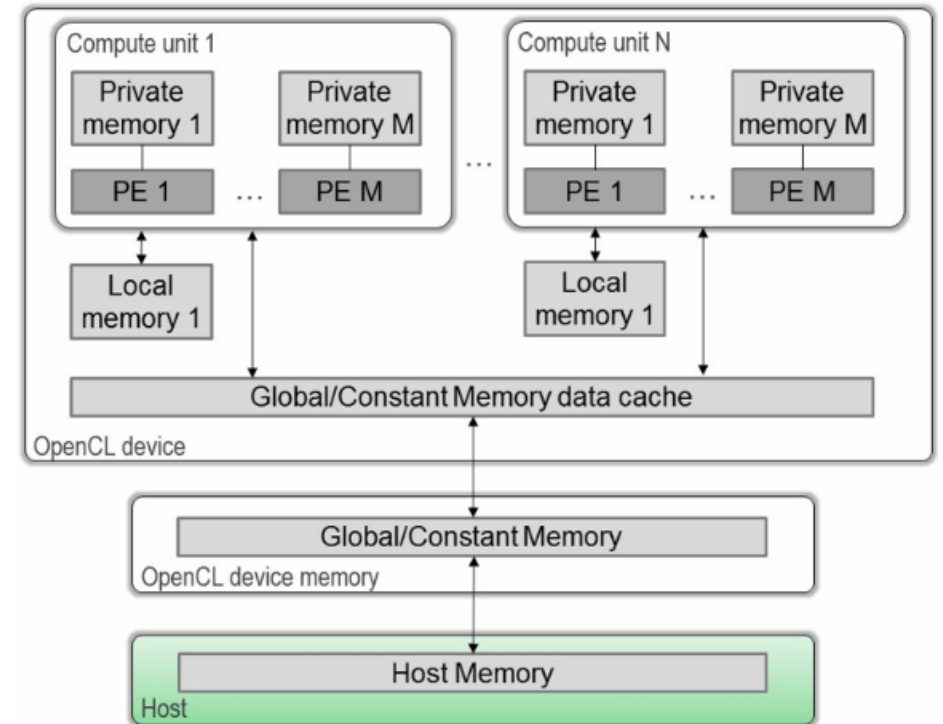 Compute unit 1
Private
memory 1
Private
memory M
PE 1
...
PE M
...
Compute unit N
Private
memory 1
Private
memory M
PE 1
...
PE M
Local
memory 1
Local
memory 1
Global/Constant Memory data cache
OpenCL device
Global/Constant Memory
OpenCL device memory
Host Memory
Host